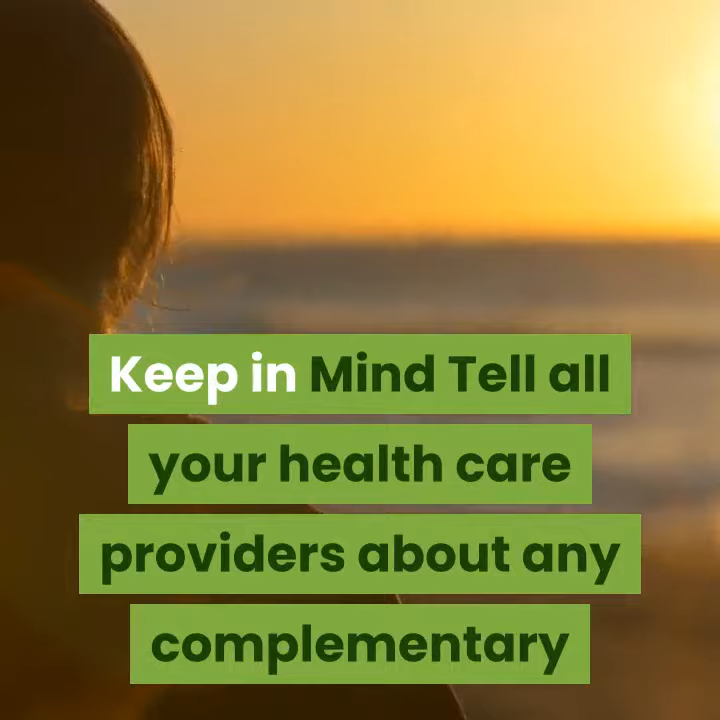 Keep in Mind Tell all
your health care
providers about any
complementary